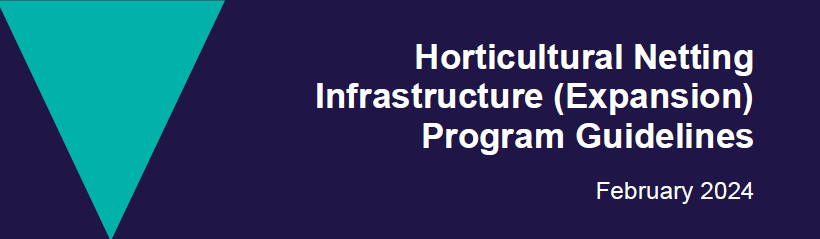 Horticultural Netting
Infrastructure (Expansion)
Program Guidelines
February 2024